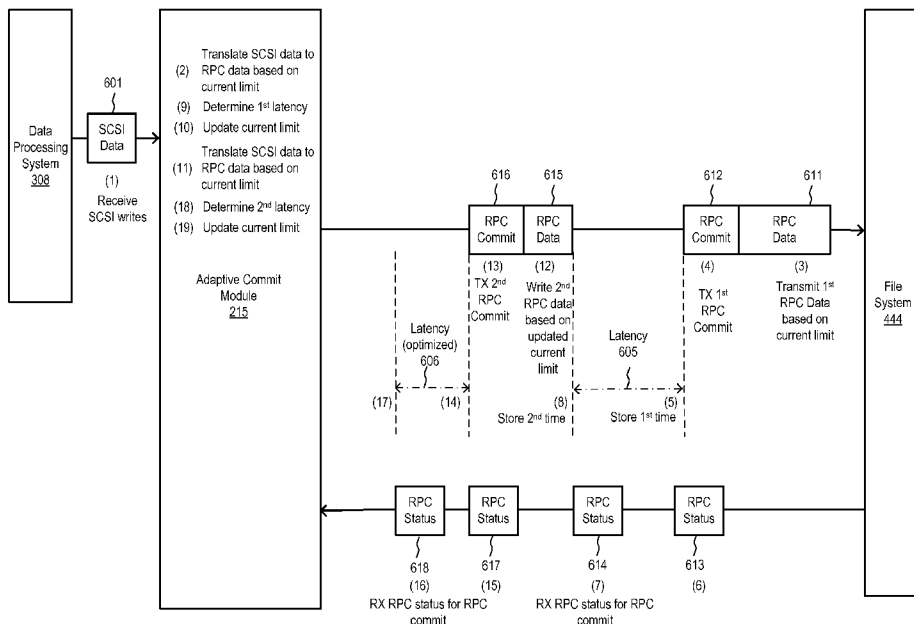 Data
Processing
System
308
601
SCSI
Data
(1)
Receive
SCSI writes
(2) Translate SCSI data to
RPC data based on
current limit
(9) Determine 1st latency
(10) Update current limit
(11) Translate SCSI data to
RPC data based on
current limit
(18) Determine 2nd latency
(19) Update current limit
Adaptive Commit
Module
215
616
RPC
Commit
(13)
TX 2nd
RPC
Commit
615
RPC
Data
(12)
Write 2nd
RPC data
based on
updated
current
limit
612
RPC
Commit
(4)
TX 1st
RPC
Commit
611
RPC
Data
(3)
Transmit 1st
RPC Data
based on
current limit
File
System
444
Latency
(optimized)
606
(17)
(14)
Latency
605
(8)
Store 2nd time
(5)
Store 1st time
RPC
Status
618
(16)
RPC
Status
617
(15)
RX RPC status for RPC
commit
RPC
Status
614
(7)
RX RPC status for RPC
commit
RPC
Status
613
(6)